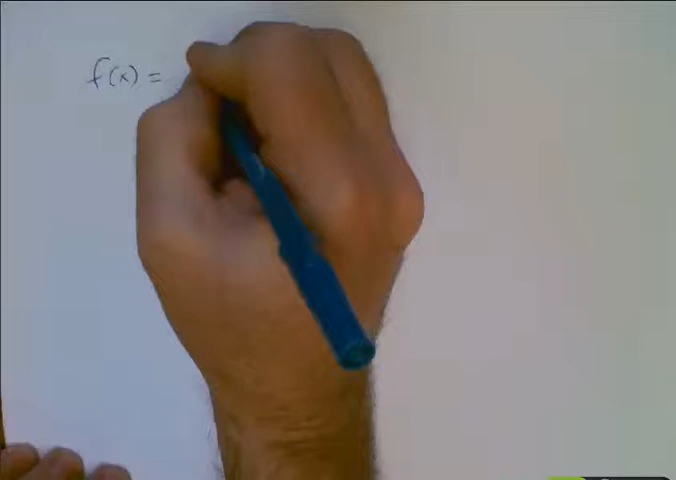 f(x) =